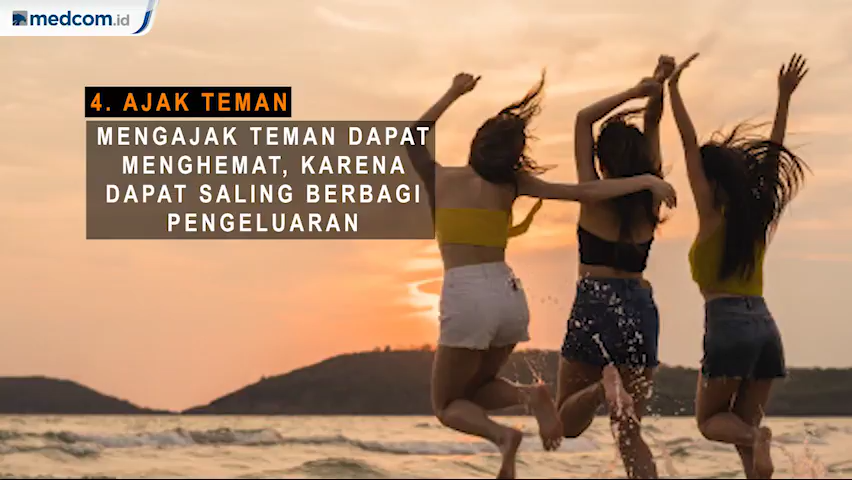 medcom.id
4. AJAK TEMAN
MENGAJAK TEMAN DAPAT
MENGHEMAT, KARENA
DAPAT SALING BERBAGI
PENGELUARAN